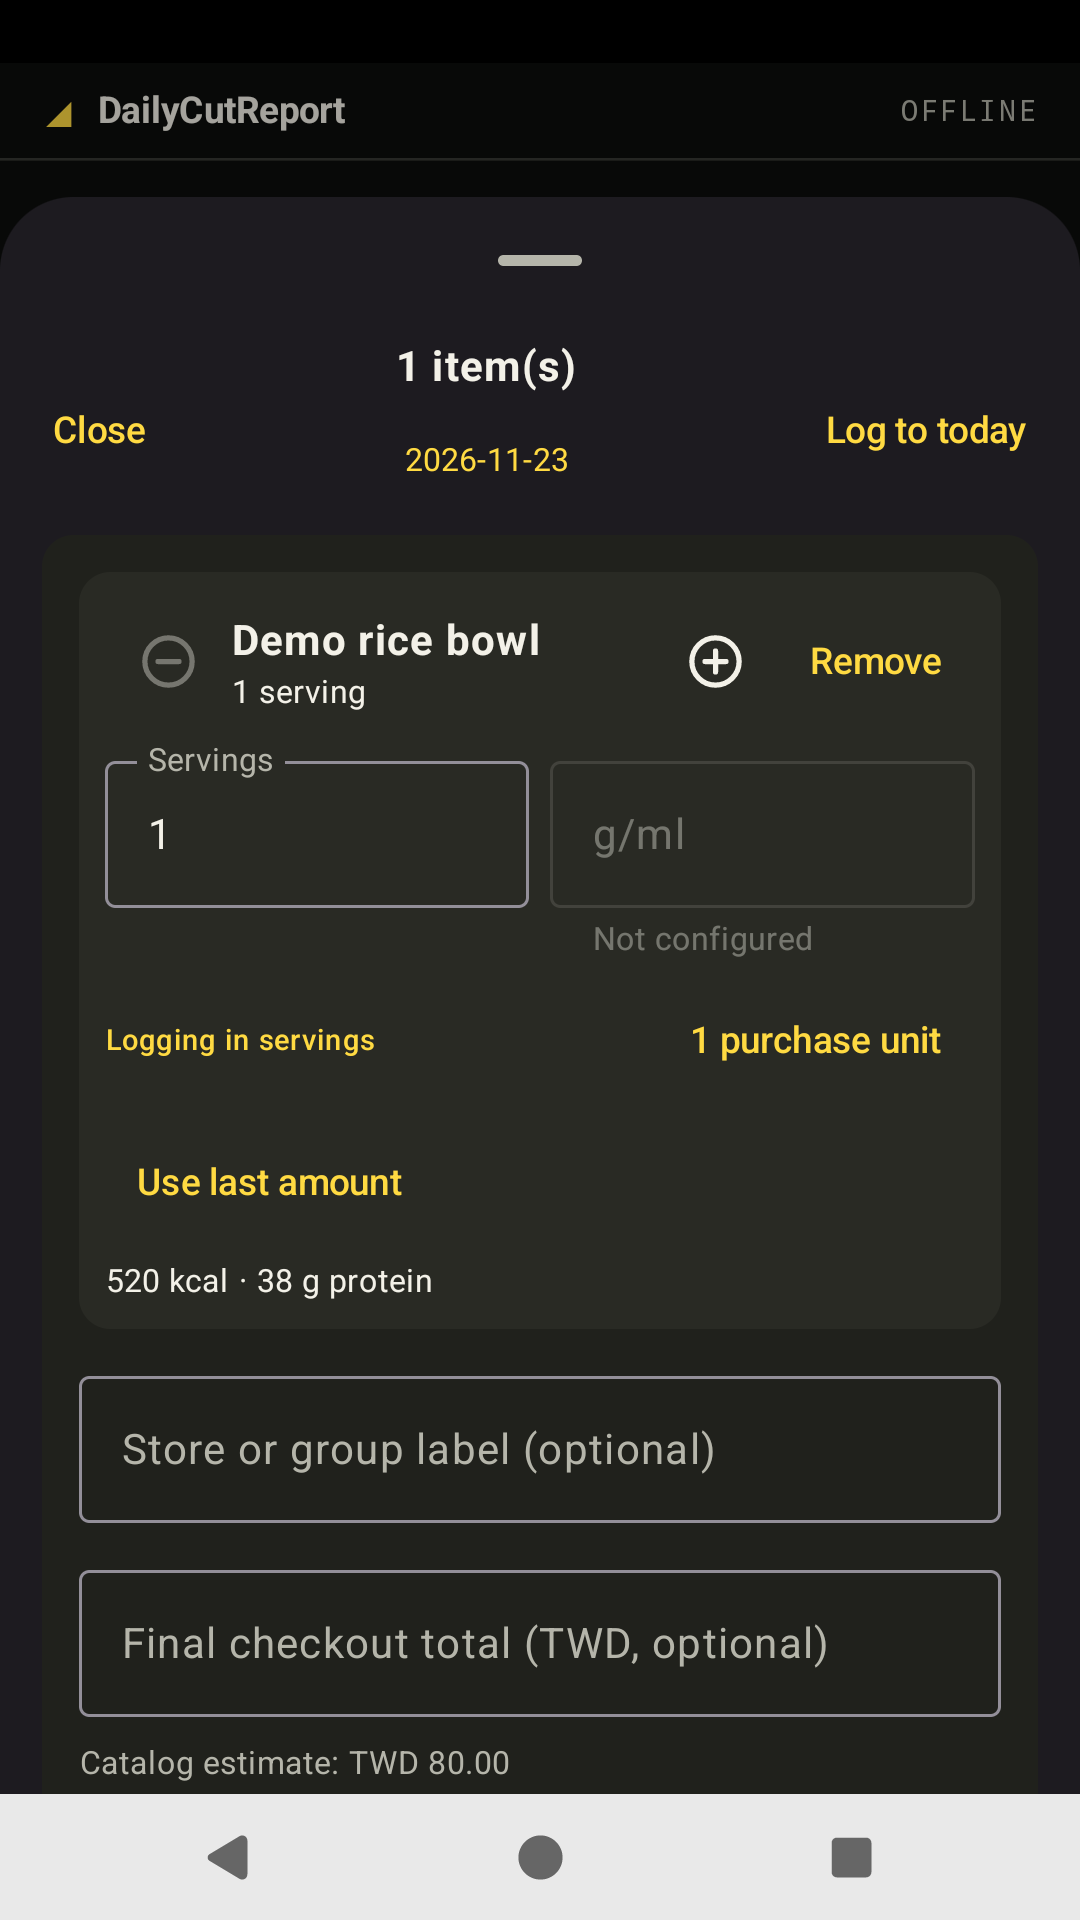 DailyCutReport
OFFLINE
1 item(s)
Close
Log to today
2026-11-23
Demo rice bowl
1 serving
Remove
Servings
1
g/ml
Not configured
Logging in servings
1 purchase unit
Use last amount
520 kcal · 38 g protein
Store or group label (optional)
Final checkout total (TWD, optional)
Catalog estimate: TWD 80.00